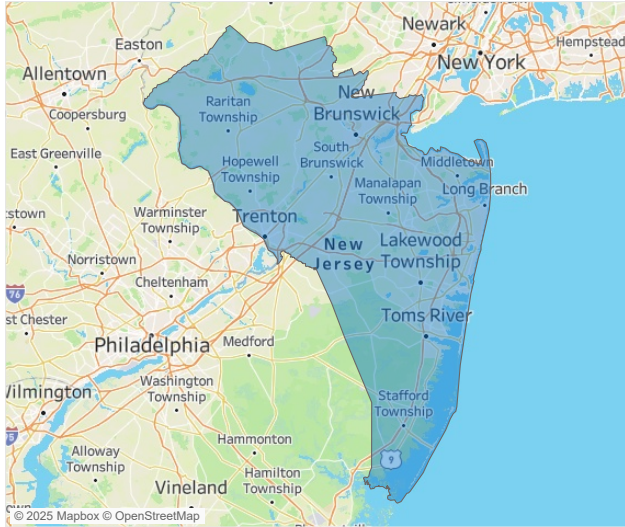 Newark
Easton
Hempstead
New York
Allentown
New
Brunswick
Raritan
Township
Coopersburg
South
Brunswick
East Greenville
Hopewell
Township
Middletown
Manalapan
Township
Long Branch
Warminster
Township
Trenton
New
Jersey
Lakewood
Township
Norristown
76
Cheltenham
st Chester
Toms River
Philadelphia
Medford
Washington
Township
Wilmington
Stafford
Township
Hammonton
9
Alloway
Township
Hamilton
Township
Vineland
© 2025 Mapbox © OpenStreetMap